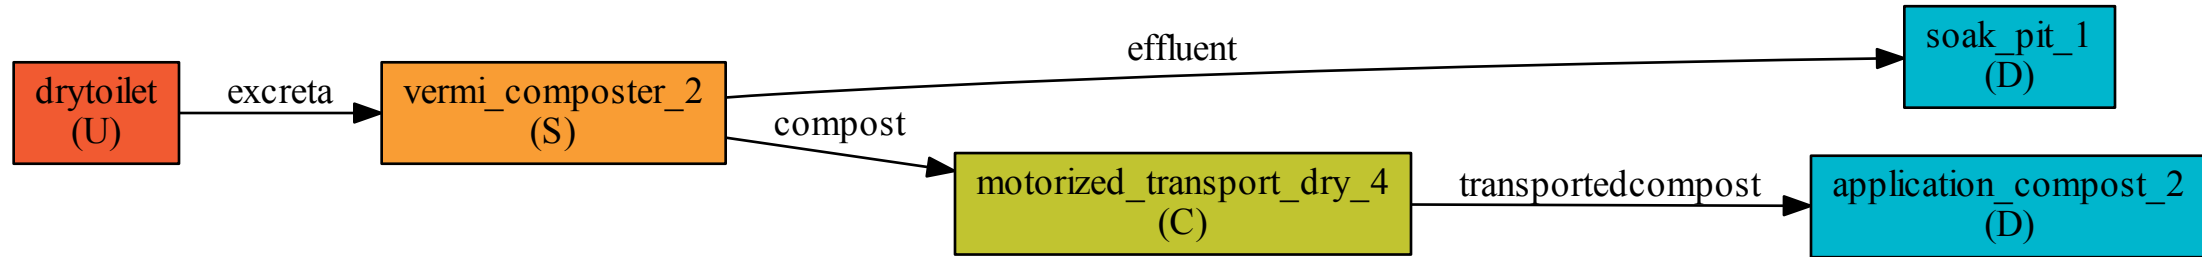 drytoilet
(U)
excreta
vermi_composter_2
(S)
effluent
compost
soak_pit_1
(D)
motorized_transport_dry_4
(C)
transportedcompost
application_compost_2
(D)